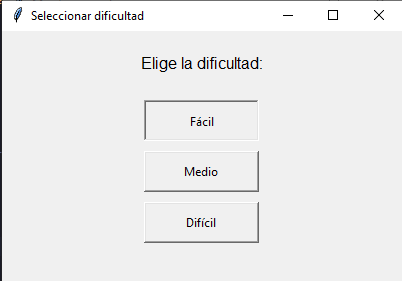 Seleccionar dificultad
Elige la dificultad:
Fácil
Medio
Difícil